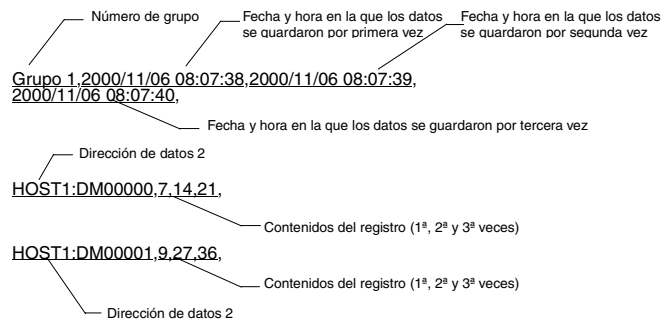 Número de grupo
Fecha y hora en la que los datos
se guardaron por primera vez
Fecha y hora en la que los datos
se guardaron por segunda vez
Grupo 1,2000/11/06 08:07:38,2000/11/06 08:07:39,
2000/11/06 08:07:40,
Fecha y hora en la que los datos se guardaron por tercera vez
Dirección de datos 2
HOST1:DM00000,7,14,21,
Contenidos del registro (1ª, 2ª y 3ª veces)
HOST1:DM00001,9,27,36,
Contenidos del registro (1ª, 2ª y 3ª veces)
Dirección de datos 2